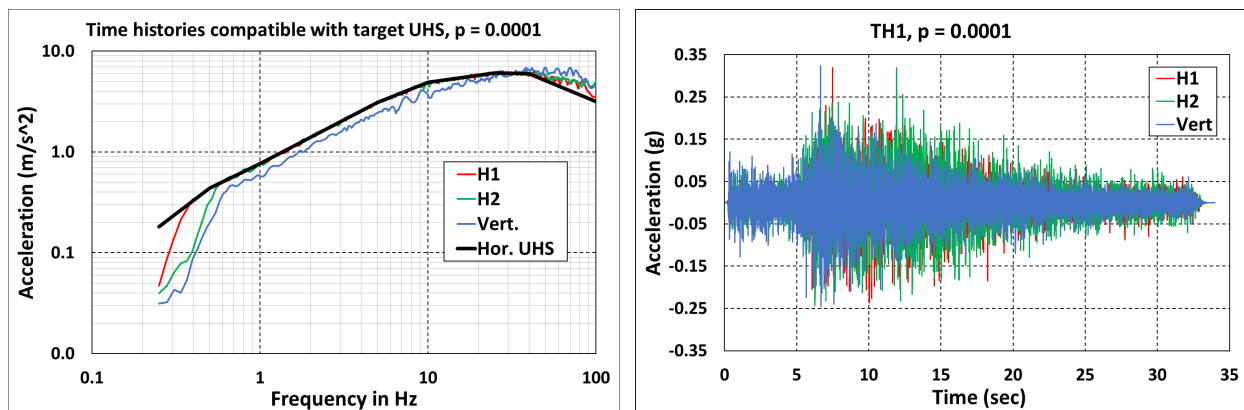 Time histories compatible with target UHS, p = 0.0001
Acceleration (m/s^2)
10.0
1.0
0.1
0.0
H1
H2
Vert.
Hor. UHS
0.1
1
10
100
Frequency in Hz
TH1, p = 0.0001
Acceleration (g)
0.35
0.25
0.15
0.05
-0.05
-0.15
-0.25
-0.35
H1
H2
Vert
0
5
10
15
20
25
30
35
Time (sec)